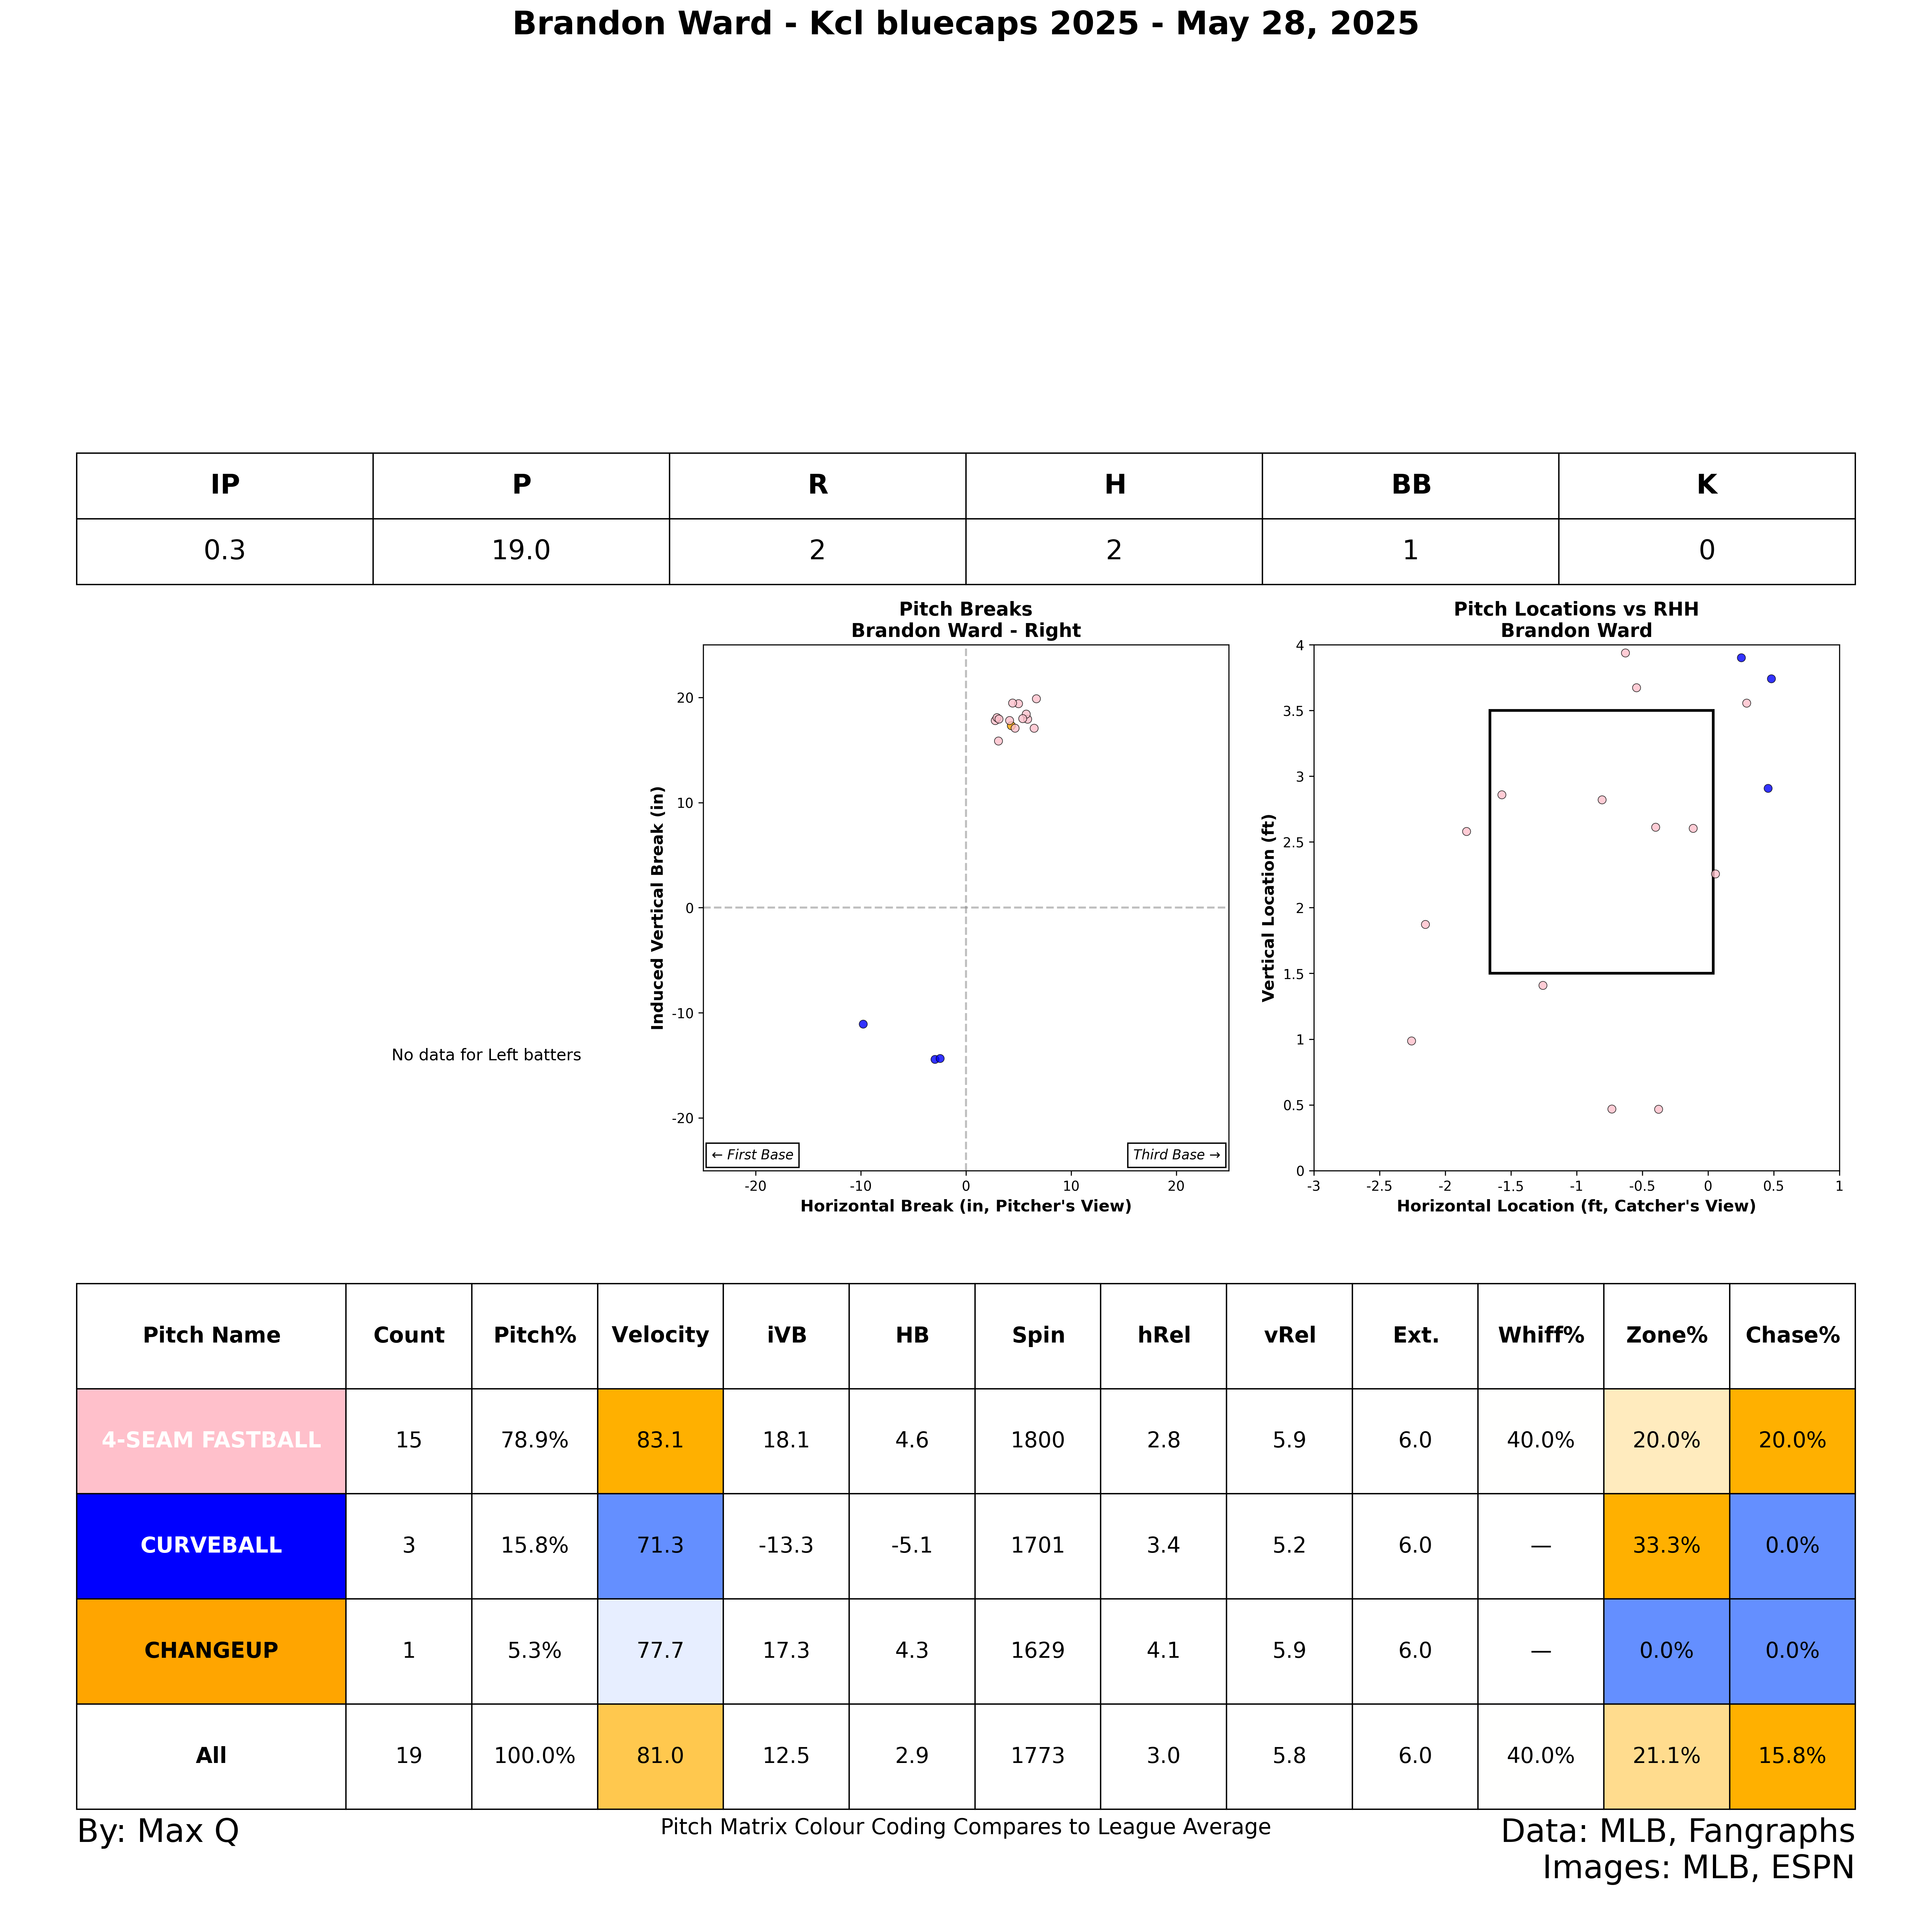 Brandon Ward - Kcl bluecaps 2025 - May 28, 2025
IP P R H BB K
0.3 19.0 2 2 1 0
No data for Left batters
Pitch Breaks
Brandon Ward - Right
Induced Vertical Break (in)
20
10
0
-10
-20
← First Base
Third Base →
-20 -10 0 10 20
Horizontal Break (in, Pitcher's View)
Pitch Locations vs RHH
Brandon Ward
Vertical Location (ft)
4
3.5
3
2.5
2
1.5
1
0.5
0
-3 -2.5 -2 -1.5 -1 -0.5 0 0.5 1
Horizontal Location (ft, Catcher's View)
Pitch Name Count Pitch% Velocity iVB HB Spin hRel vRel Ext. Whiff% Zone% Chase%
4-SEAM FASTBALL 15 78.9% 83.1 18.1 4.6 1800 2.8 5.9 6.0 40.0% 20.0% 20.0%
CURVEBALL 3 15.8% 71.3 -13.3 -5.1 1701 3.4 5.2 6.0 — 33.3% 0.0%
CHANGEUP 1 5.3% 77.7 17.3 4.3 1629 4.1 5.9 6.0 — 0.0% 0.0%
All 19 100.0% 81.0 12.5 2.9 1773 3.0 5.8 6.0 40.0% 21.1% 15.8%
By: Max Q
Pitch Matrix Colour Coding Compares to League Average
Data: MLB, Fangraphs
Images: MLB, ESPN